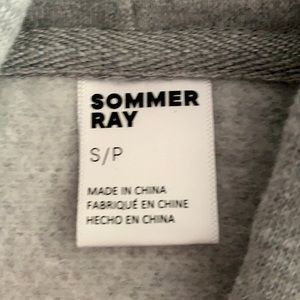 SOMMER
RAY
S/P
MADE IN CHINA
FABRIQUÉ EN CHINE
HECHO EN CHINA